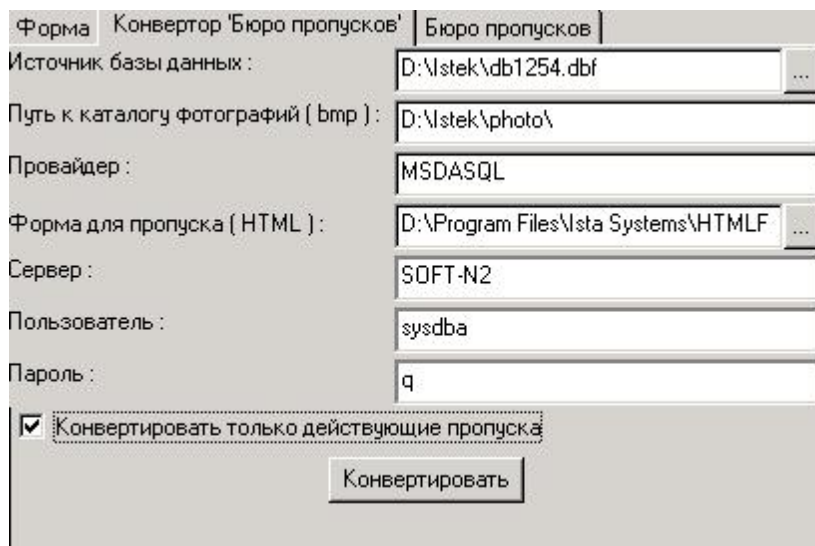 Форма Конвертор 'Бюро пропусков' Бюро пропусков
Источник базы данных : D:\Istek\db1254.dbf ...
Путь к каталогу фотографий ( bmp ) : D:\Istek\photo\
Провайдер : MSDASQL
Форма для пропуска ( HTML ) : D:\Program Files\Ista Systems\HTMLF ...
Сервер : SOFT-N2
Пользователь : sysdba
Пароль : q
Конвертировать только действующие пропуска
Конвертировать